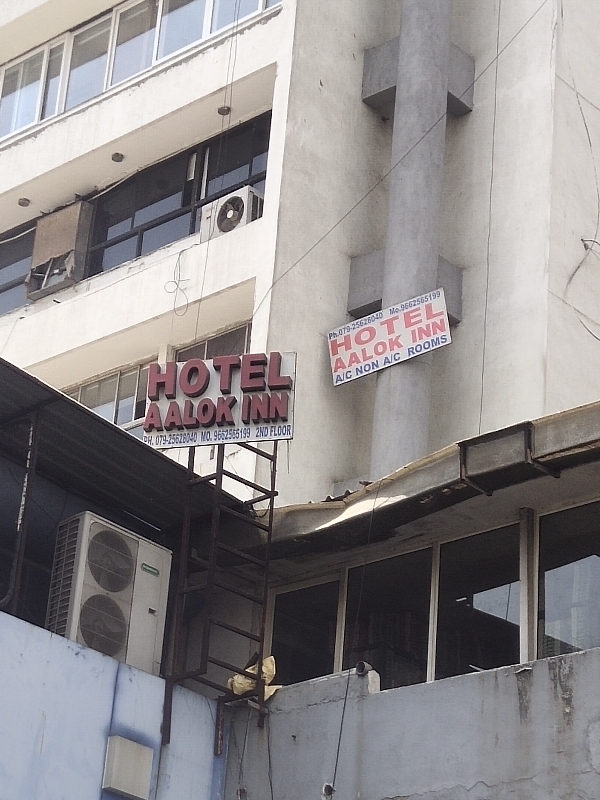 Ph.079-25628040 Mo.9662565199
HOTEL
AALOK INN
A/C NON A/C ROOMS
HOTEL
AALOK INN
PH. 079-25628040 MO. 9662565199 2ND FLOOR